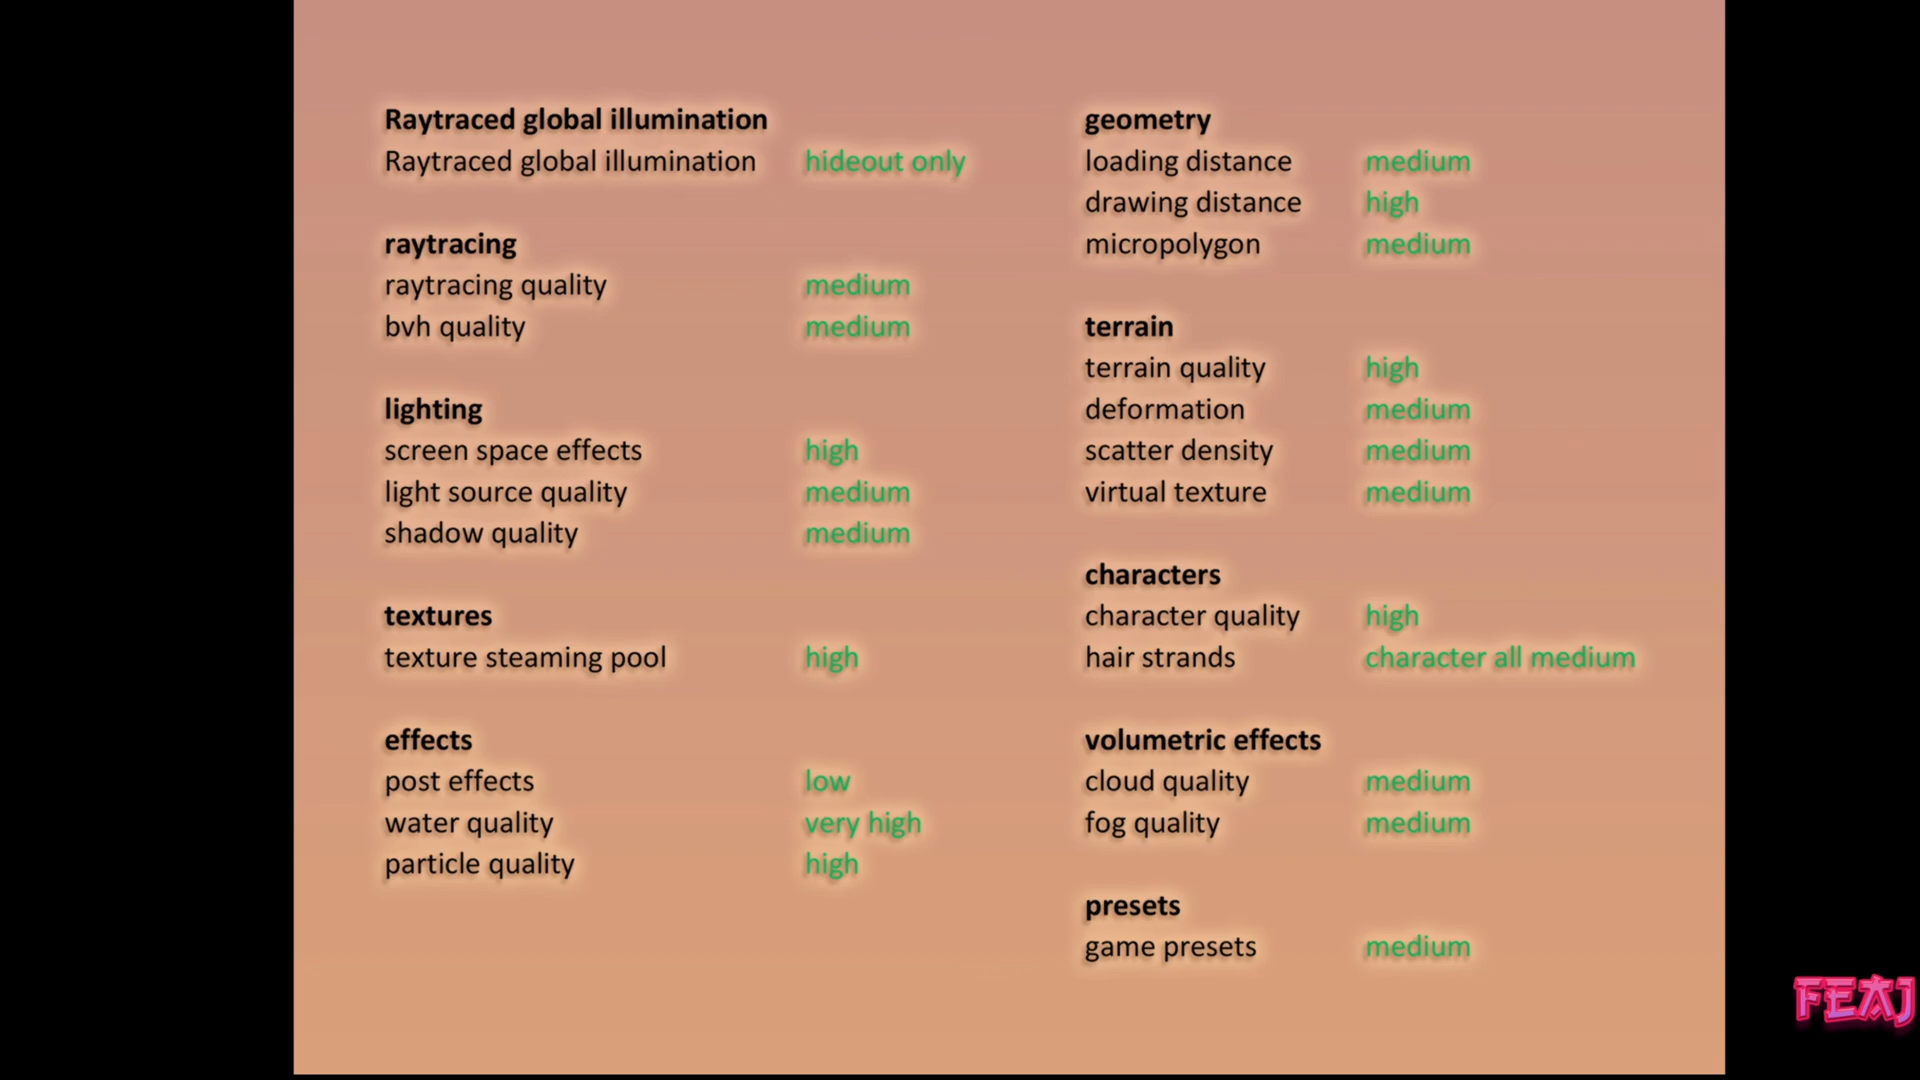 Raytraced global illumination
Raytraced global illumination hideout only
raytracing
raytracing quality medium
bvh quality medium
lighting
screen space effects high
light source quality medium
shadow quality medium
textures
texture steaming pool high
effects
post effects low
water quality very high
particle quality high
geometry
loading distance medium
drawing distance high
micropolygon medium
terrain
terrain quality high
deformation medium
scatter density medium
virtual texture medium
characters
character quality high
hair strands character all medium
volumetric effects
cloud quality medium
fog quality medium
presets
game presets medium
FEAJ